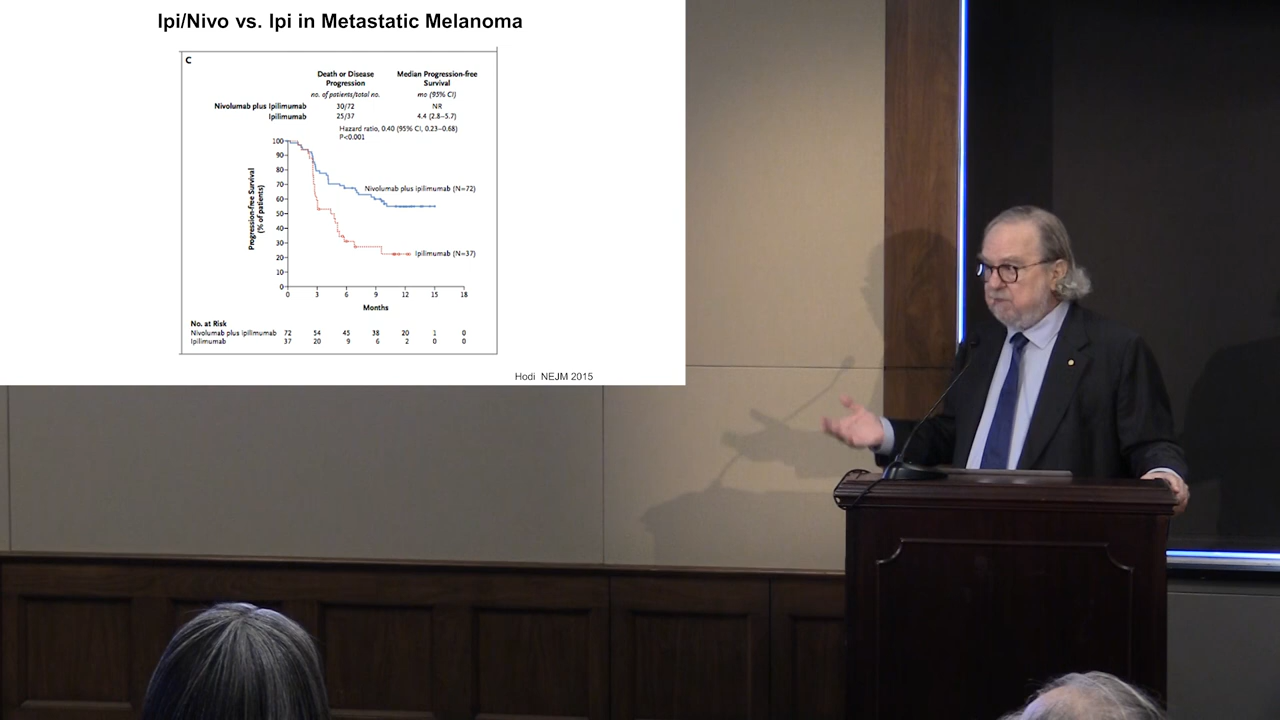 Ipi/Nivo vs. Ipi in Metastatic Melanoma
C
Death or Disease Progression
no. of patients/total no.
Median Progression-free Survival
mo (95% CI)
Nivolumab plus Ipilimumab 30/72 NR
Ipilimumab 25/37 4.4 (2.8–5.7)
Hazard ratio, 0.40 (95% CI, 0.23–0.68)
P<0.001
Progression-free Survival
(% of patients)
100
90
80
70
60
50
40
30
20
10
0
Nivolumab plus ipilimumab (N=72)
Ipilimumab (N=37)
0 3 6 9 12 15 18
Months
No. at Risk
Nivolumab plus ipilimumab 72 54 45 38 20 1 0
Ipilimumab 37 20 9 6 2 0 0
Hodi NEJM 2015